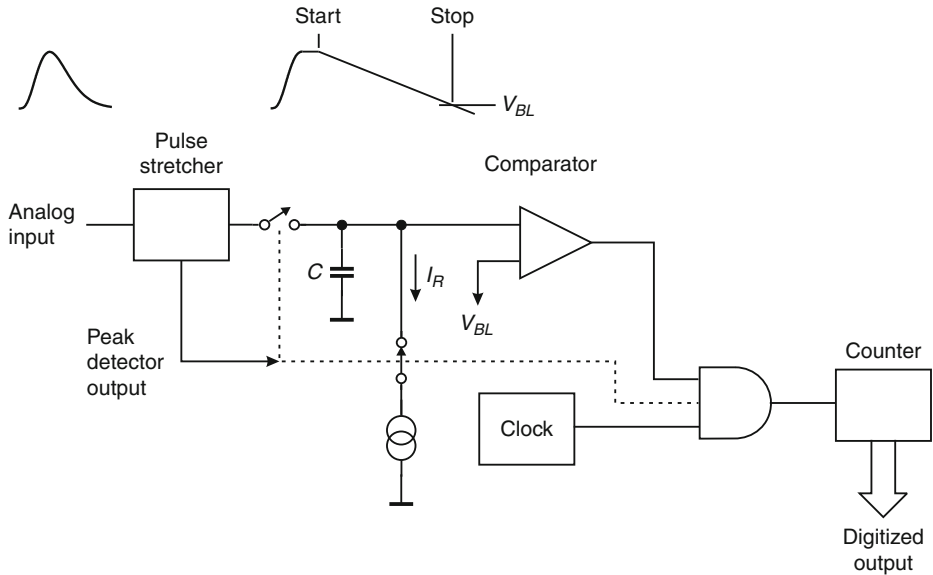 Start
Stop
V_BL
Pulse
stretcher
Comparator
Analog
input
C
I_R
V_BL
Peak
detector
output
Counter
Clock
Digitized
output